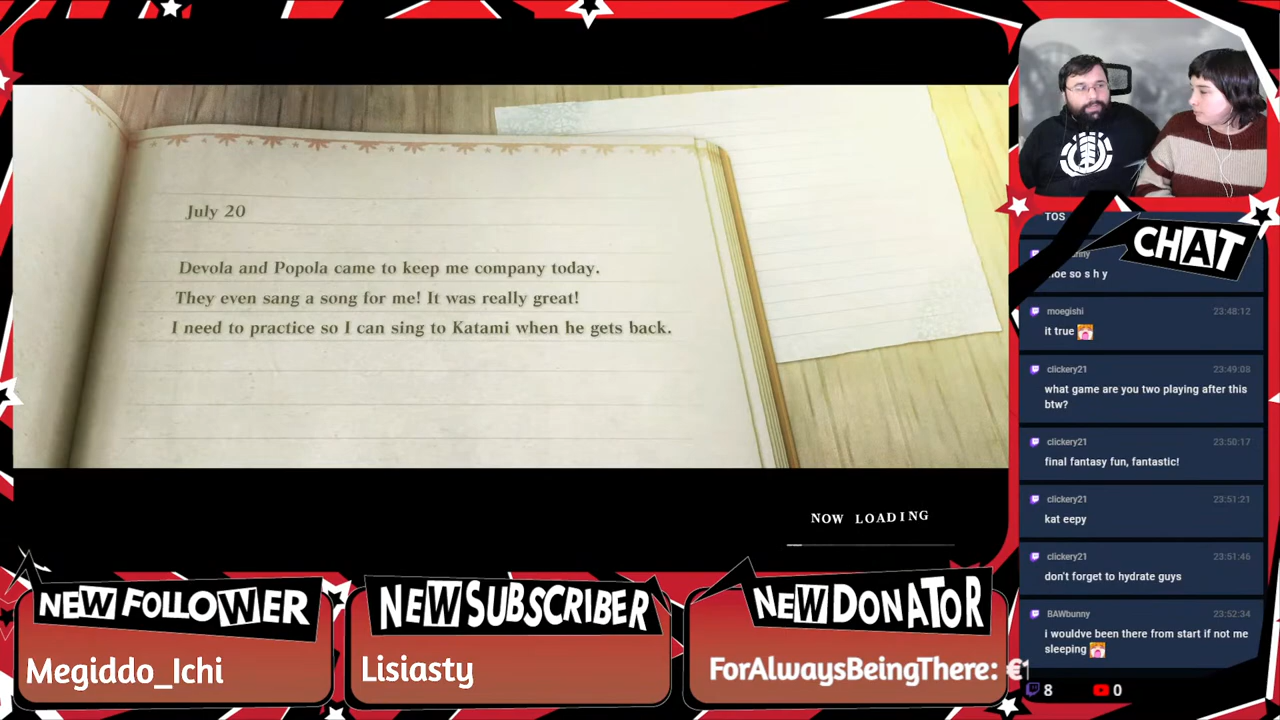 July 20
Devola and Popola came to keep me company today.
They even sang a song for me! It was really great!
I need to practice so I can sing to Katami when he gets back.
NOW LOADING
NEW FOLLOWER
Megiddo_Ichi
NEW SUBSCRIBER
Lisiasty
NEW DONATOR
ForAlwaysBeingThere: €1
CHAT
TOS
moe so s h y
moegishi 23:48:12
it true
clickery21 23:49:08
what game are you two playing after this
btw?
clickery21 23:50:17
final fantasy fun, fantastic!
clickery21 23:51:21
kat eepy
clickery21 23:51:46
don't forget to hydrate guys
BAWbunny 23:52:34
i wouldve been there from start if not me
sleeping
8 0